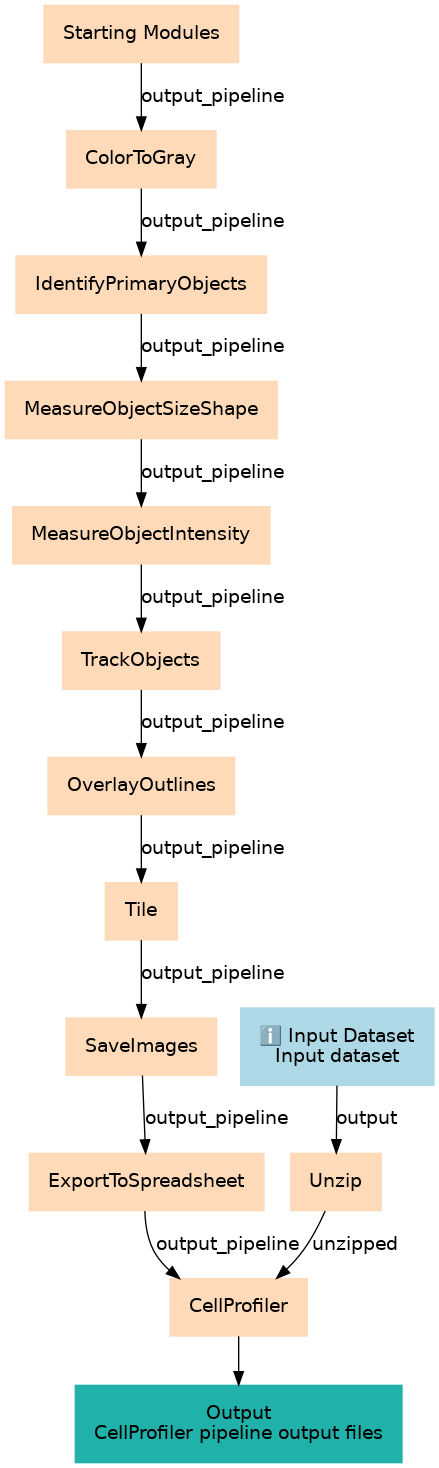 Starting Modules
output_pipeline
ColorToGray
output_pipeline
IdentifyPrimaryObjects
output_pipeline
MeasureObjectSizeShape
output_pipeline
MeasureObjectIntensity
output_pipeline
TrackObjects
output_pipeline
OverlayOutlines
output_pipeline
Tile
output_pipeline
SaveImages
ℹ️ Input Dataset
Input dataset
output_pipeline
output
ExportToSpreadsheet
Unzip
output_pipeline
unzipped
CellProfiler
Output
CellProfiler pipeline output files